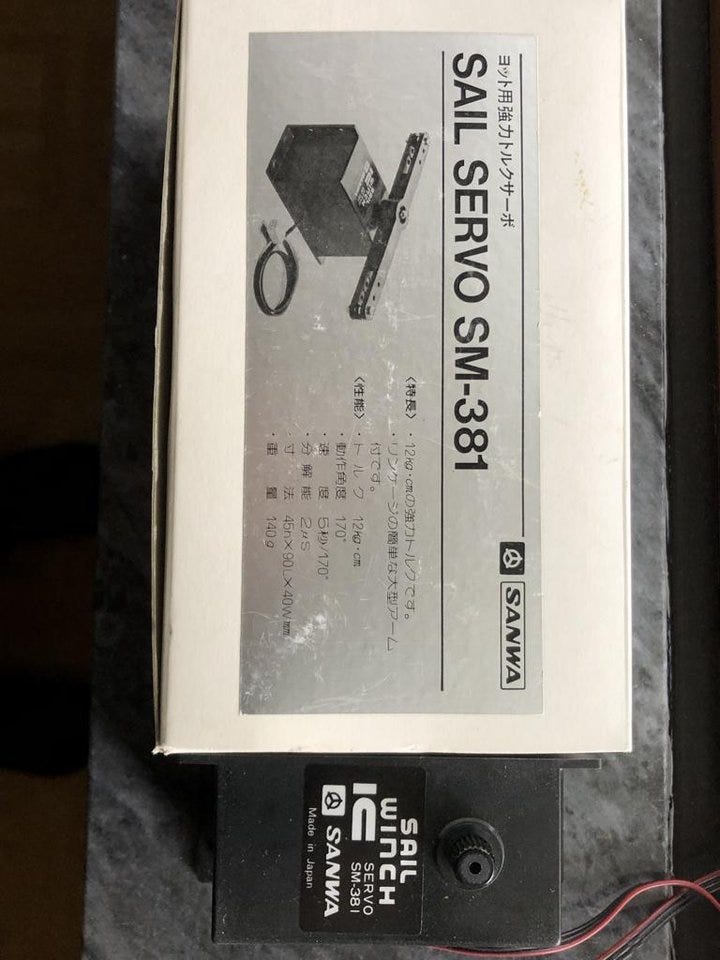 ヨット用強力トルクサーボ
SAIL SERVO SM-381
SANWA
〈特長〉・12kg・cmの強力トルクです。
・リンケージの簡単な大型アーム
付です。
〈性能〉・トルク 12kg・cm
・動作角度 170°
・速度 5秒/170°
・分解能 2μS
・寸法 45h×90L×40Wmm
・重量 140g
SAIL
WINCH
IC SERVO
SM-381
SANWA
Made in Japan